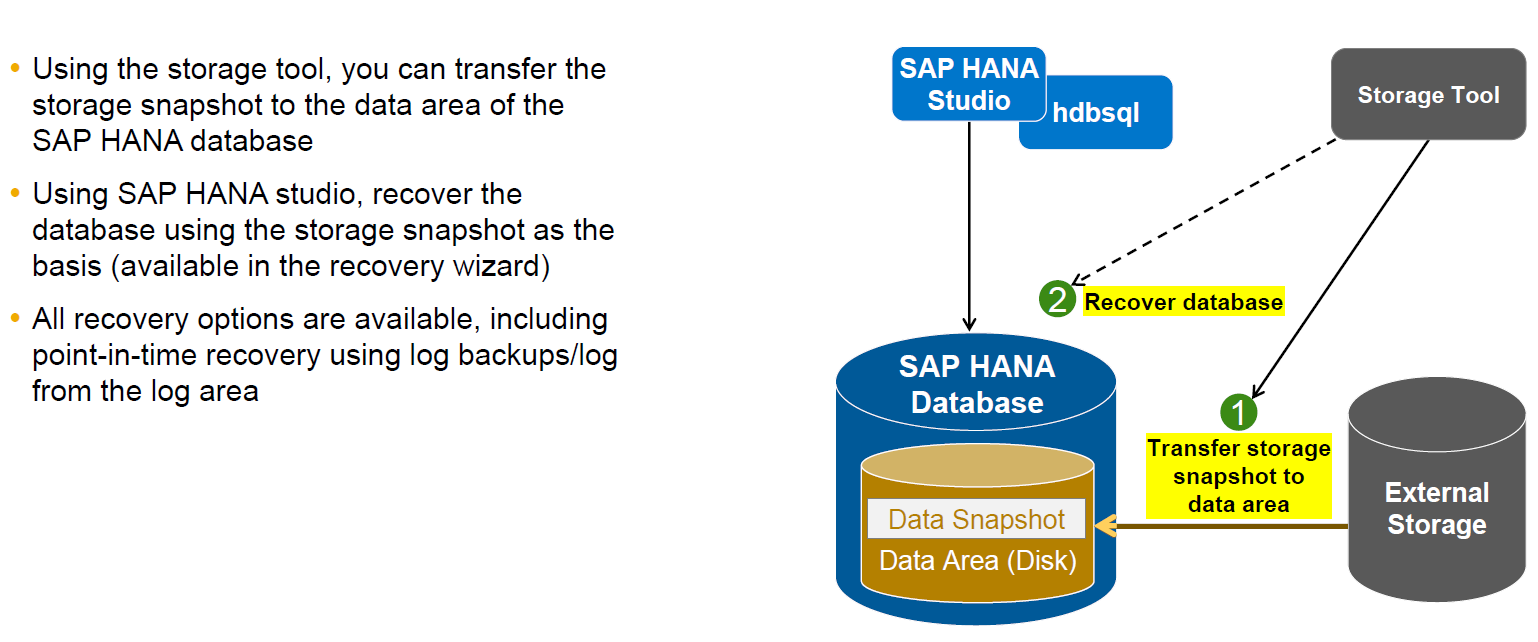 • Using the storage tool, you can transfer the
storage snapshot to the data area of the
SAP HANA database
• Using SAP HANA studio, recover the
database using the storage snapshot as the
basis (available in the recovery wizard)
• All recovery options are available, including
point-in-time recovery using log backups/log
from the log area
SAP HANA
Studio
hdbsql
Storage Tool
2 Recover database
SAP HANA
Database
1
Transfer storage
snapshot to
data area
External
Storage
Data Snapshot
Data Area (Disk)